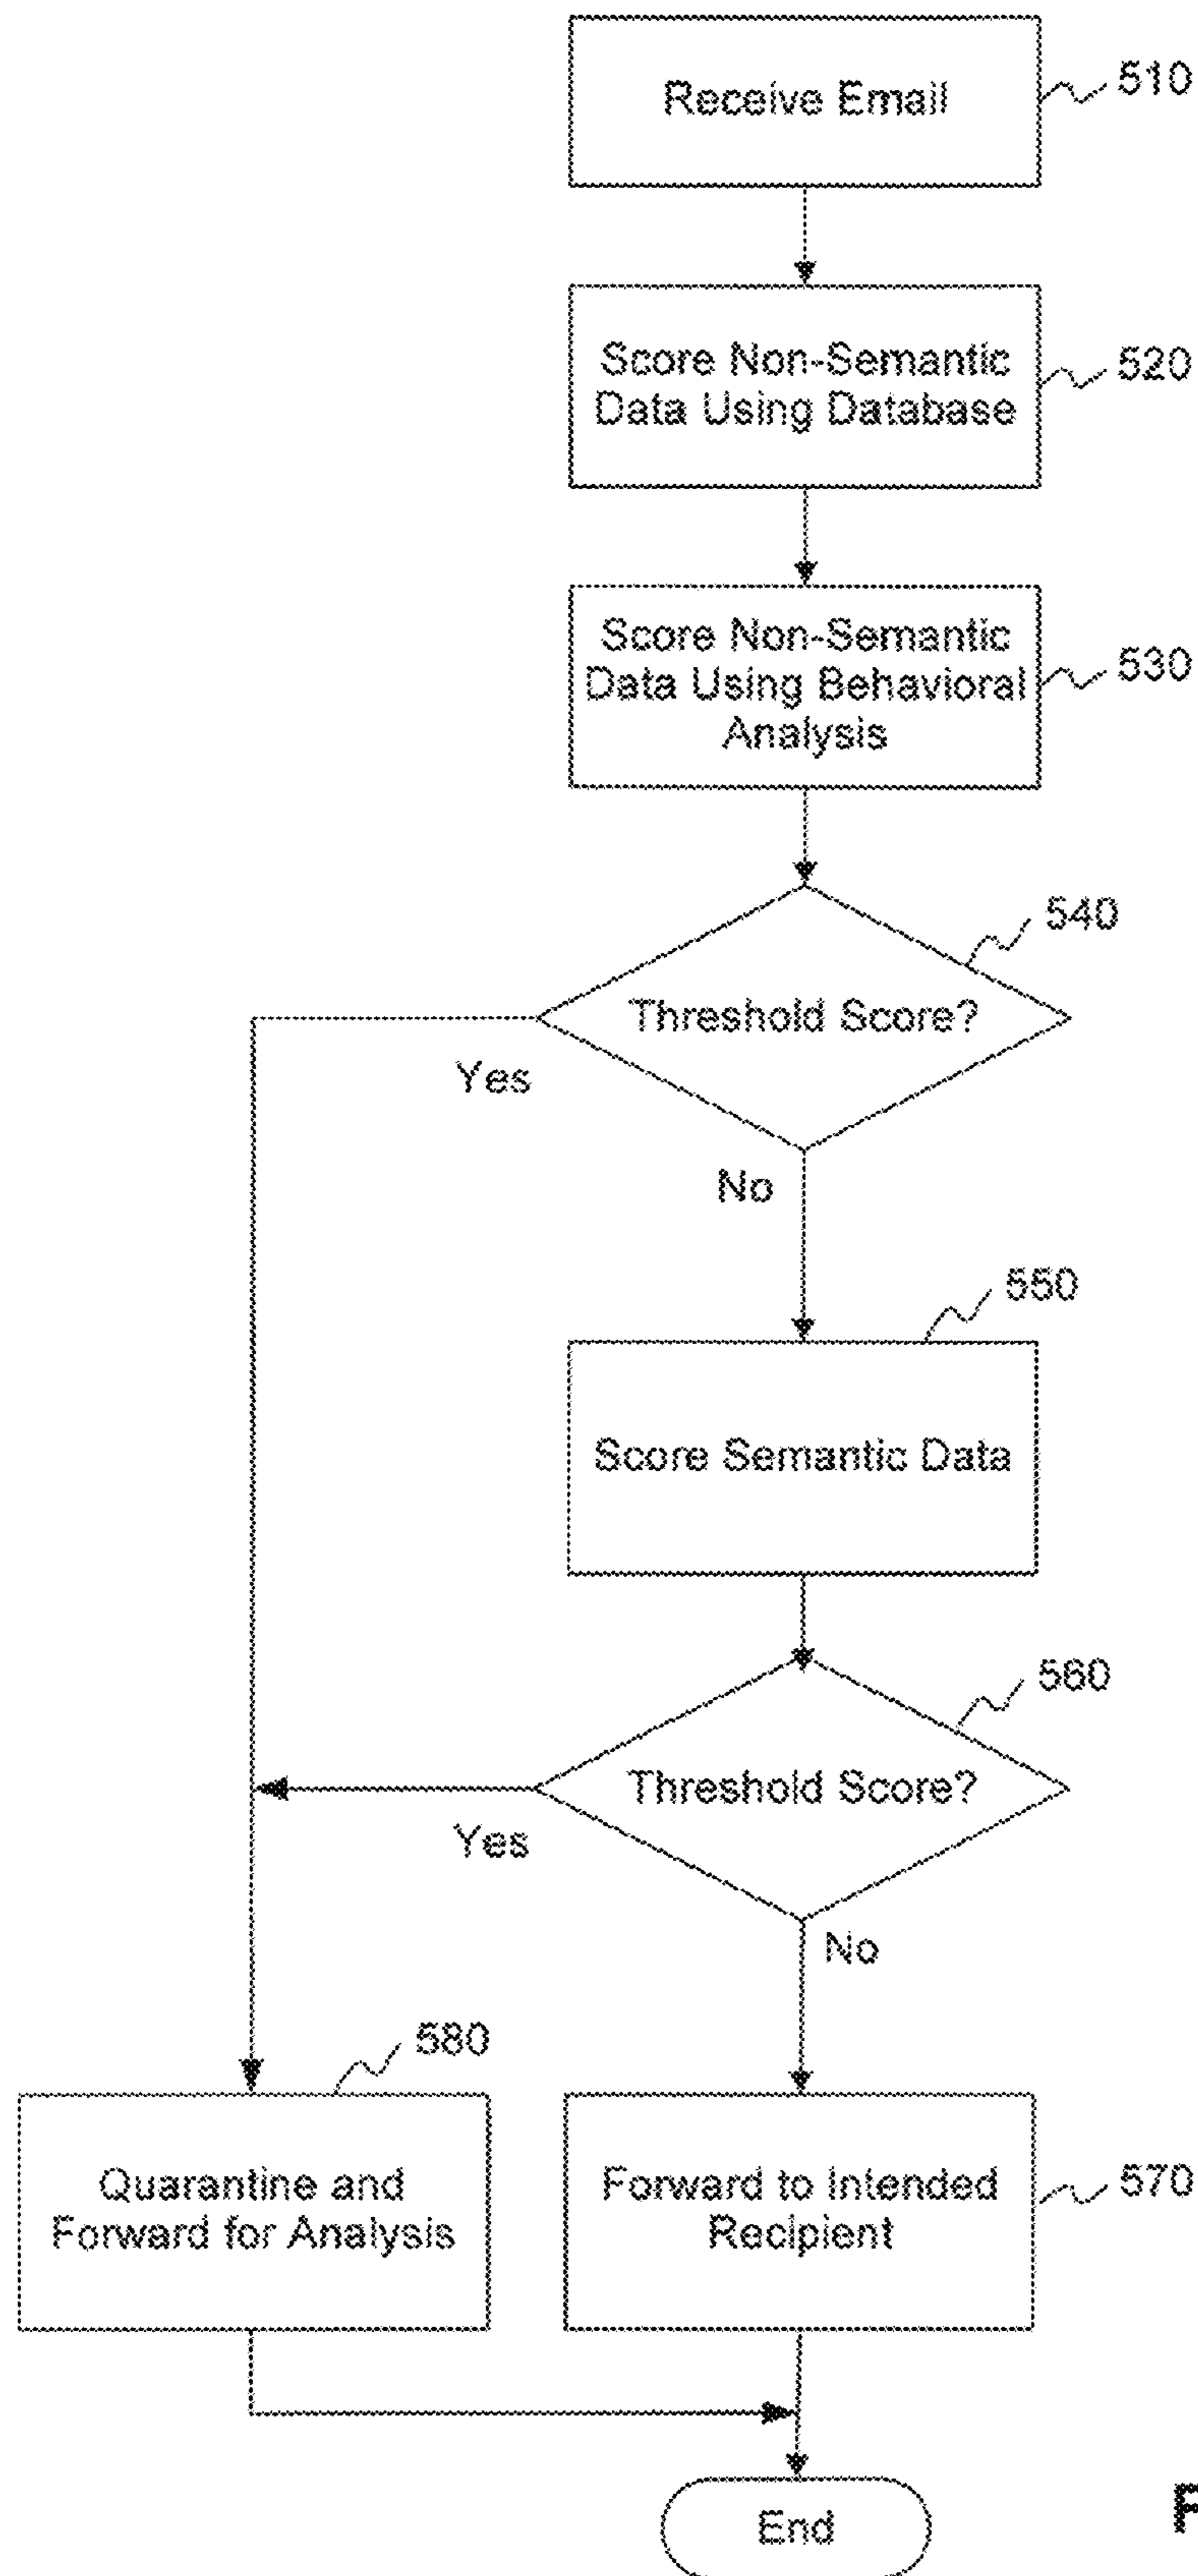 Receive Email
510
Score Non-Semantic
Data Using Database
520
Score Non-Semantic
Data Using Behavioral
Analysis
530
540
Threshold Score?
Yes
No
550
Score Semantic Data
560
Threshold Score?
Yes
No
580
Quarantine and
Forward for Analysis
Forward to Intended
Recipient
570
End